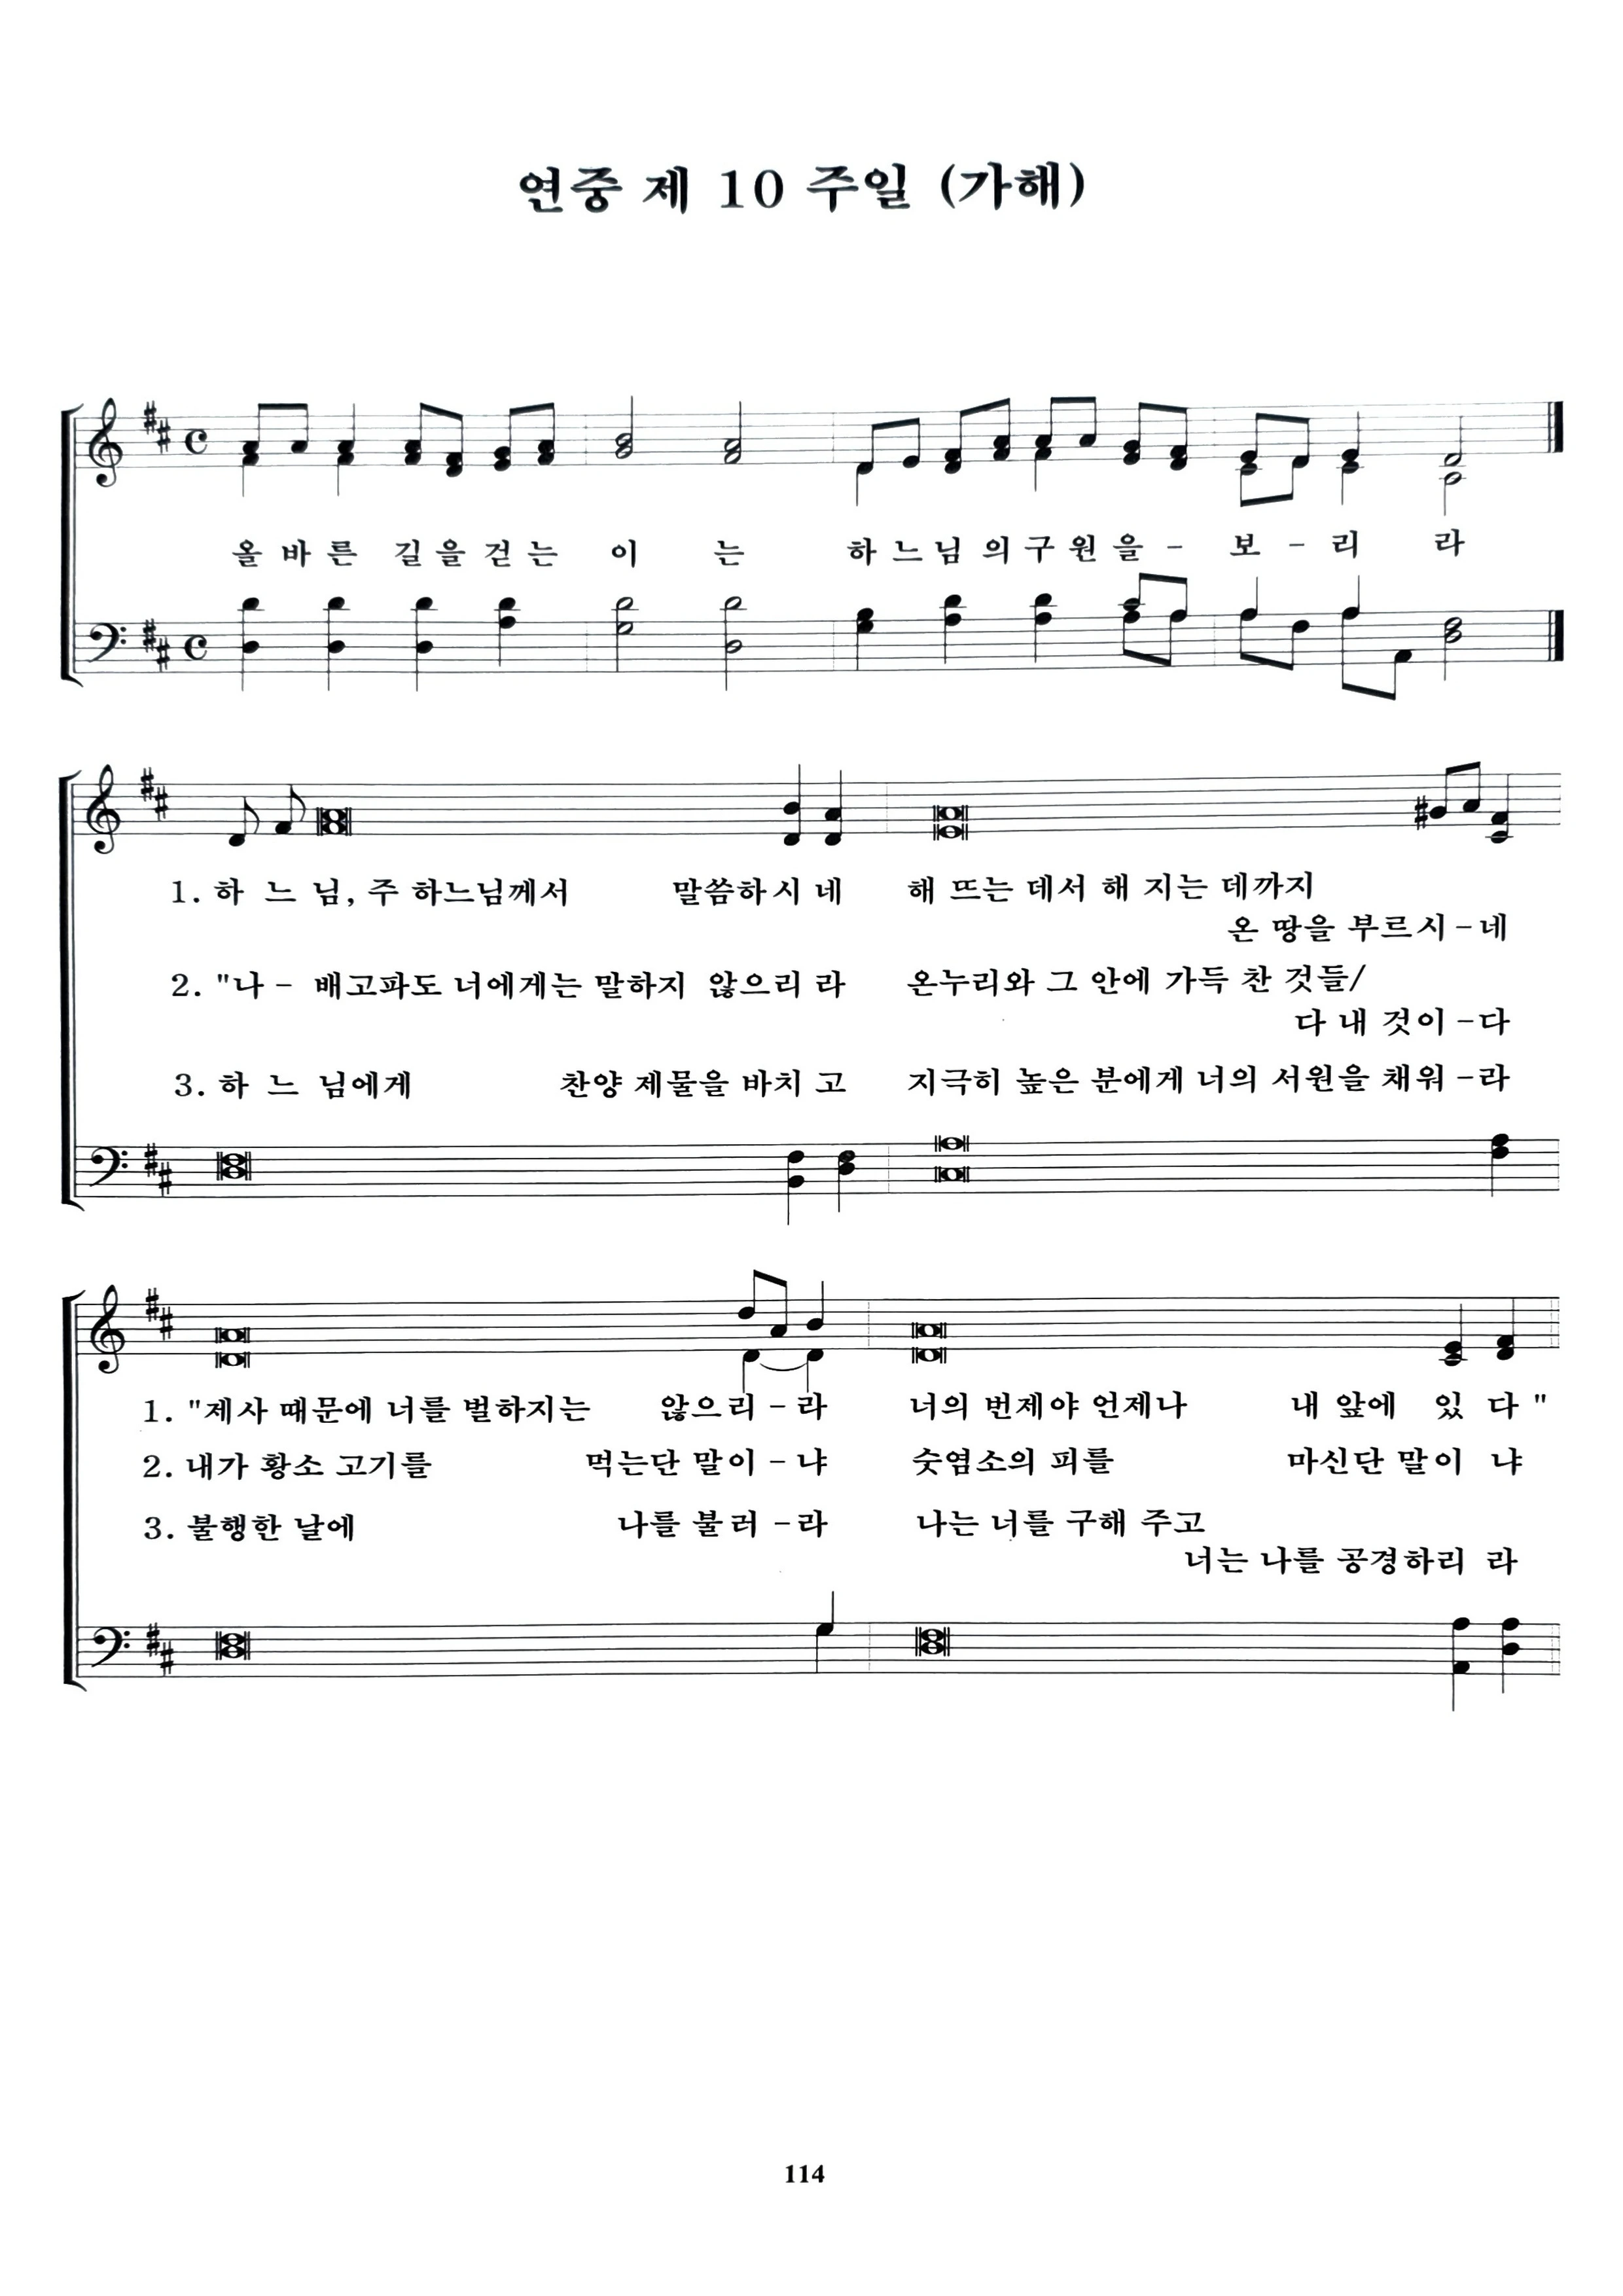 연중 제 10 주일 (가해)
올 바 른 길 을 걷 는 이 는 하 느 님 의 구 원 을 - 보 - 리 라
1. 하 느 님, 주 하느님께서 말씀하시 네 해 뜨는 데서 해 지는 데까지
온 땅을 부르시 - 네
2. "나 - 배고파도 너에게는 말하지 않으리 라 온누리와 그 안에 가득 찬 것들/
다 내 것이 - 다
3. 하 느 님에게 찬양 제물을 바치 고 지극히 높은 분에게 너의 서원을 채워 - 라
1. "제사 때문에 너를 벌하지는 않으리 - 라 너의 번제야 언제나 내 앞에 있 다"
2. 내가 황소 고기를 먹는단 말이 - 냐 숫염소의 피를 마신단 말이 냐
3. 불행한 날에 나를 불러 - 라 나는 너를 구해 주고
너는 나를 공경하리 라
114